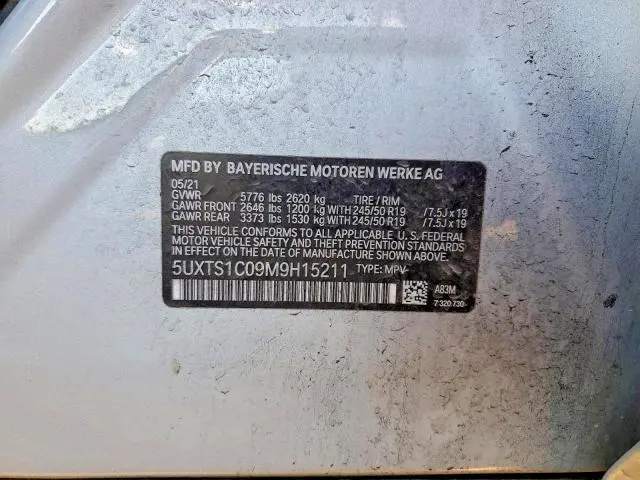 MFD BY BAYERISCHE MOTOREN WERKE AG
05/21
GVWR 5776 lbs 2620 kg TIRE / RIM
GAWR FRONT 2646 lbs 1200 kg WITH 245/50 R19 / 7.5J x 19
GAWR REAR 3373 lbs 1530 kg WITH 245/50 R19 / 7.5J x 19
THIS VEHICLE CONFORMS TO ALL APPLICABLE U.S. FEDERAL
MOTOR VEHICLE SAFETY, BUMPER, AND THEFT PREVENTION
STANDARDS IN EFFECT ON THE DATE OF MANUFACTURE SHOWN ABOVE.
5UXTS1C09M9H15211 TYPE: MPV
A83M
7 320 730